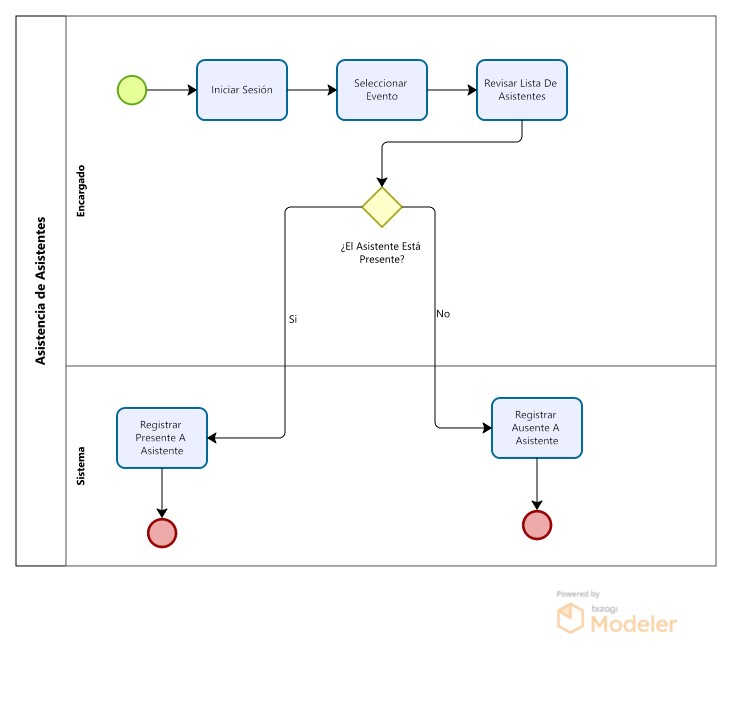 Asistencia de Asistentes
Encargado
Iniciar Sesión
Seleccionar
Evento
Revisar Lista De
Asistentes
¿El Asistente Está
Presente?
Si
No
Sistema
Registrar
Presente A
Asistente
Registrar
Ausente A
Asistente
Powered by
bizagi
Modeler